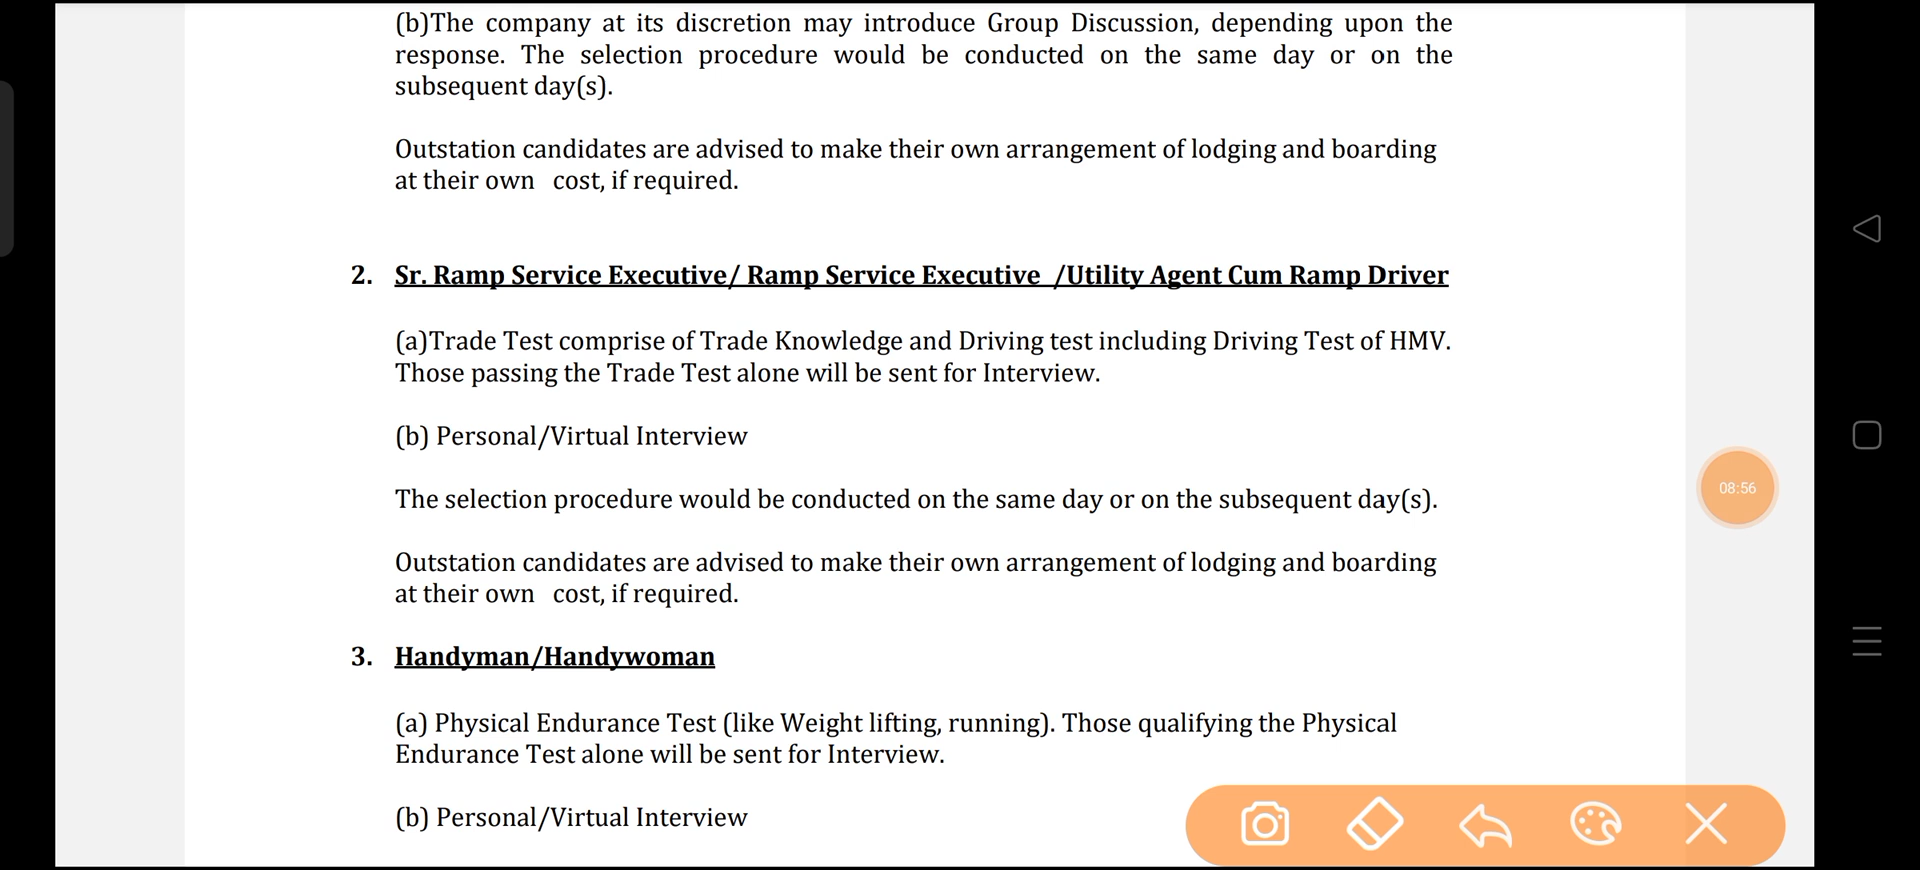 (b)The company at its discretion may introduce Group Discussion, depending upon the
response. The selection procedure would be conducted on the same day or on the
subsequent day(s).
Outstation candidates are advised to make their own arrangement of lodging and boarding
at their own   cost, if required.
2. Sr. Ramp Service Executive/ Ramp Service Executive  /Utility Agent Cum Ramp Driver
(a)Trade Test comprise of Trade Knowledge and Driving test including Driving Test of HMV.
Those passing the Trade Test alone will be sent for Interview.
(b) Personal/Virtual Interview
The selection procedure would be conducted on the same day or on the subsequent day(s).
08:56
Outstation candidates are advised to make their own arrangement of lodging and boarding
at their own   cost, if required.
3. Handyman/Handywoman
(a) Physical Endurance Test (like Weight lifting, running). Those qualifying the Physical
Endurance Test alone will be sent for Interview.
(b) Personal/Virtual Interview